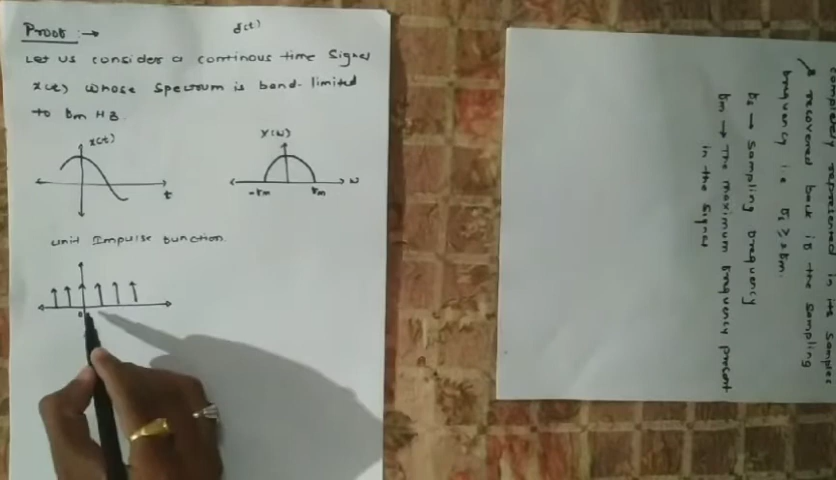 Proof :→
δ(t)
Let us consider a continous time Signal
x(t) whose Spectrum is band-limited
to fm HZ.
x(t)
t
X(ω)
-fm fm ω
unit Impulse function.
0
completely represented in its samples
& recovered back if the sampling
frequency i.e fs ≥ 2fm.
fs → Sampling frequency
fm → The maximum frequency present
in the signal